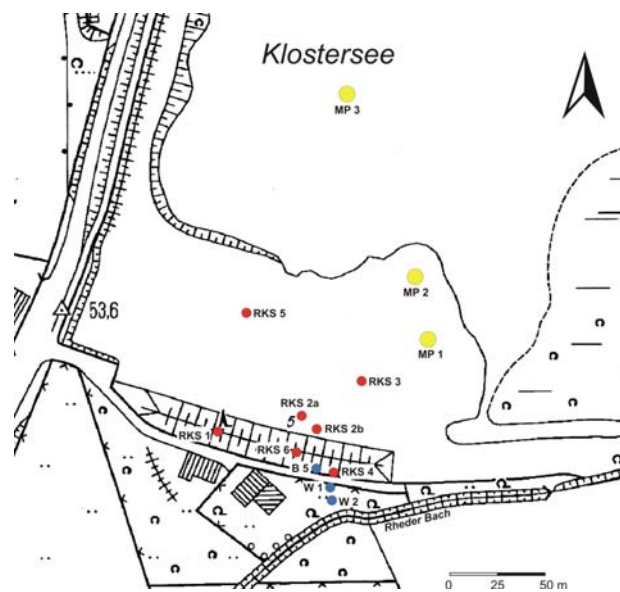 Klostersee
MP 3
MP 2
53,6
RKS 5
MP 1
RKS 3
RKS 2a
5
RKS 2b
RKS 1
RKS 6
B 5
RKS 4
W 1
W 2
Rheder Bach
0 25 50 m